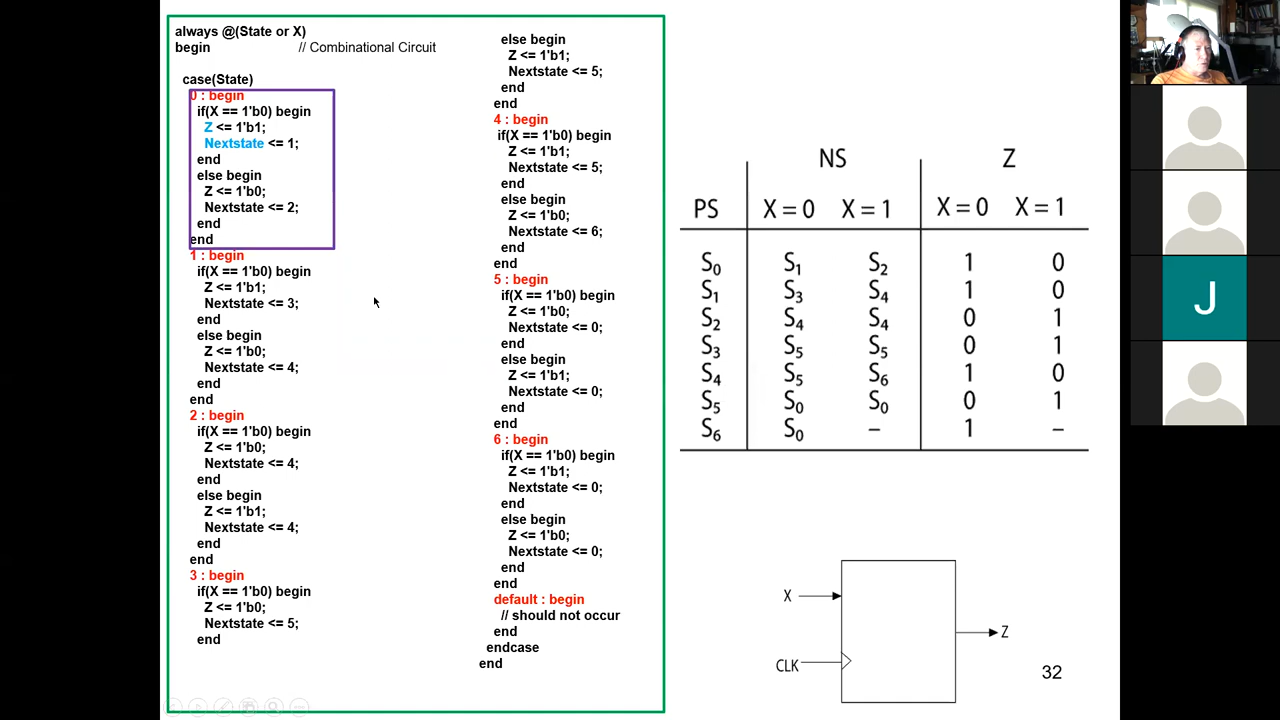 always @(State or X)
begin // Combinational Circuit
case(State)
0 : begin
if(X == 1'b0) begin
Z <= 1'b1;
Nextstate <= 1;
end
else begin
Z <= 1'b0;
Nextstate <= 2;
end
end
1 : begin
if(X == 1'b0) begin
Z <= 1'b1;
Nextstate <= 3;
end
else begin
Z <= 1'b0;
Nextstate <= 4;
end
end
2 : begin
if(X == 1'b0) begin
Z <= 1'b0;
Nextstate <= 4;
end
else begin
Z <= 1'b1;
Nextstate <= 4;
end
end
3 : begin
if(X == 1'b0) begin
Z <= 1'b0;
Nextstate <= 5;
end
else begin
Z <= 1'b1;
Nextstate <= 5;
end
end
4 : begin
if(X == 1'b0) begin
Z <= 1'b1;
Nextstate <= 5;
end
else begin
Z <= 1'b0;
Nextstate <= 6;
end
end
5 : begin
if(X == 1'b0) begin
Z <= 1'b0;
Nextstate <= 0;
end
else begin
Z <= 1'b1;
Nextstate <= 0;
end
end
6 : begin
if(X == 1'b0) begin
Z <= 1'b1;
Nextstate <= 0;
end
else begin
Z <= 1'b0;
Nextstate <= 0;
end
end
default : begin
// should not occur
end
endcase
end
NS Z
PS X = 0 X = 1 X = 0 X = 1
S0 S1 S2 1 0
S1 S3 S4 1 0
S2 S4 S4 0 1
S3 S5 S5 0 1
S4 S5 S6 1 0
S5 S0 S0 0 1
S6 S0 – 1 –
X
Z
CLK
32
J